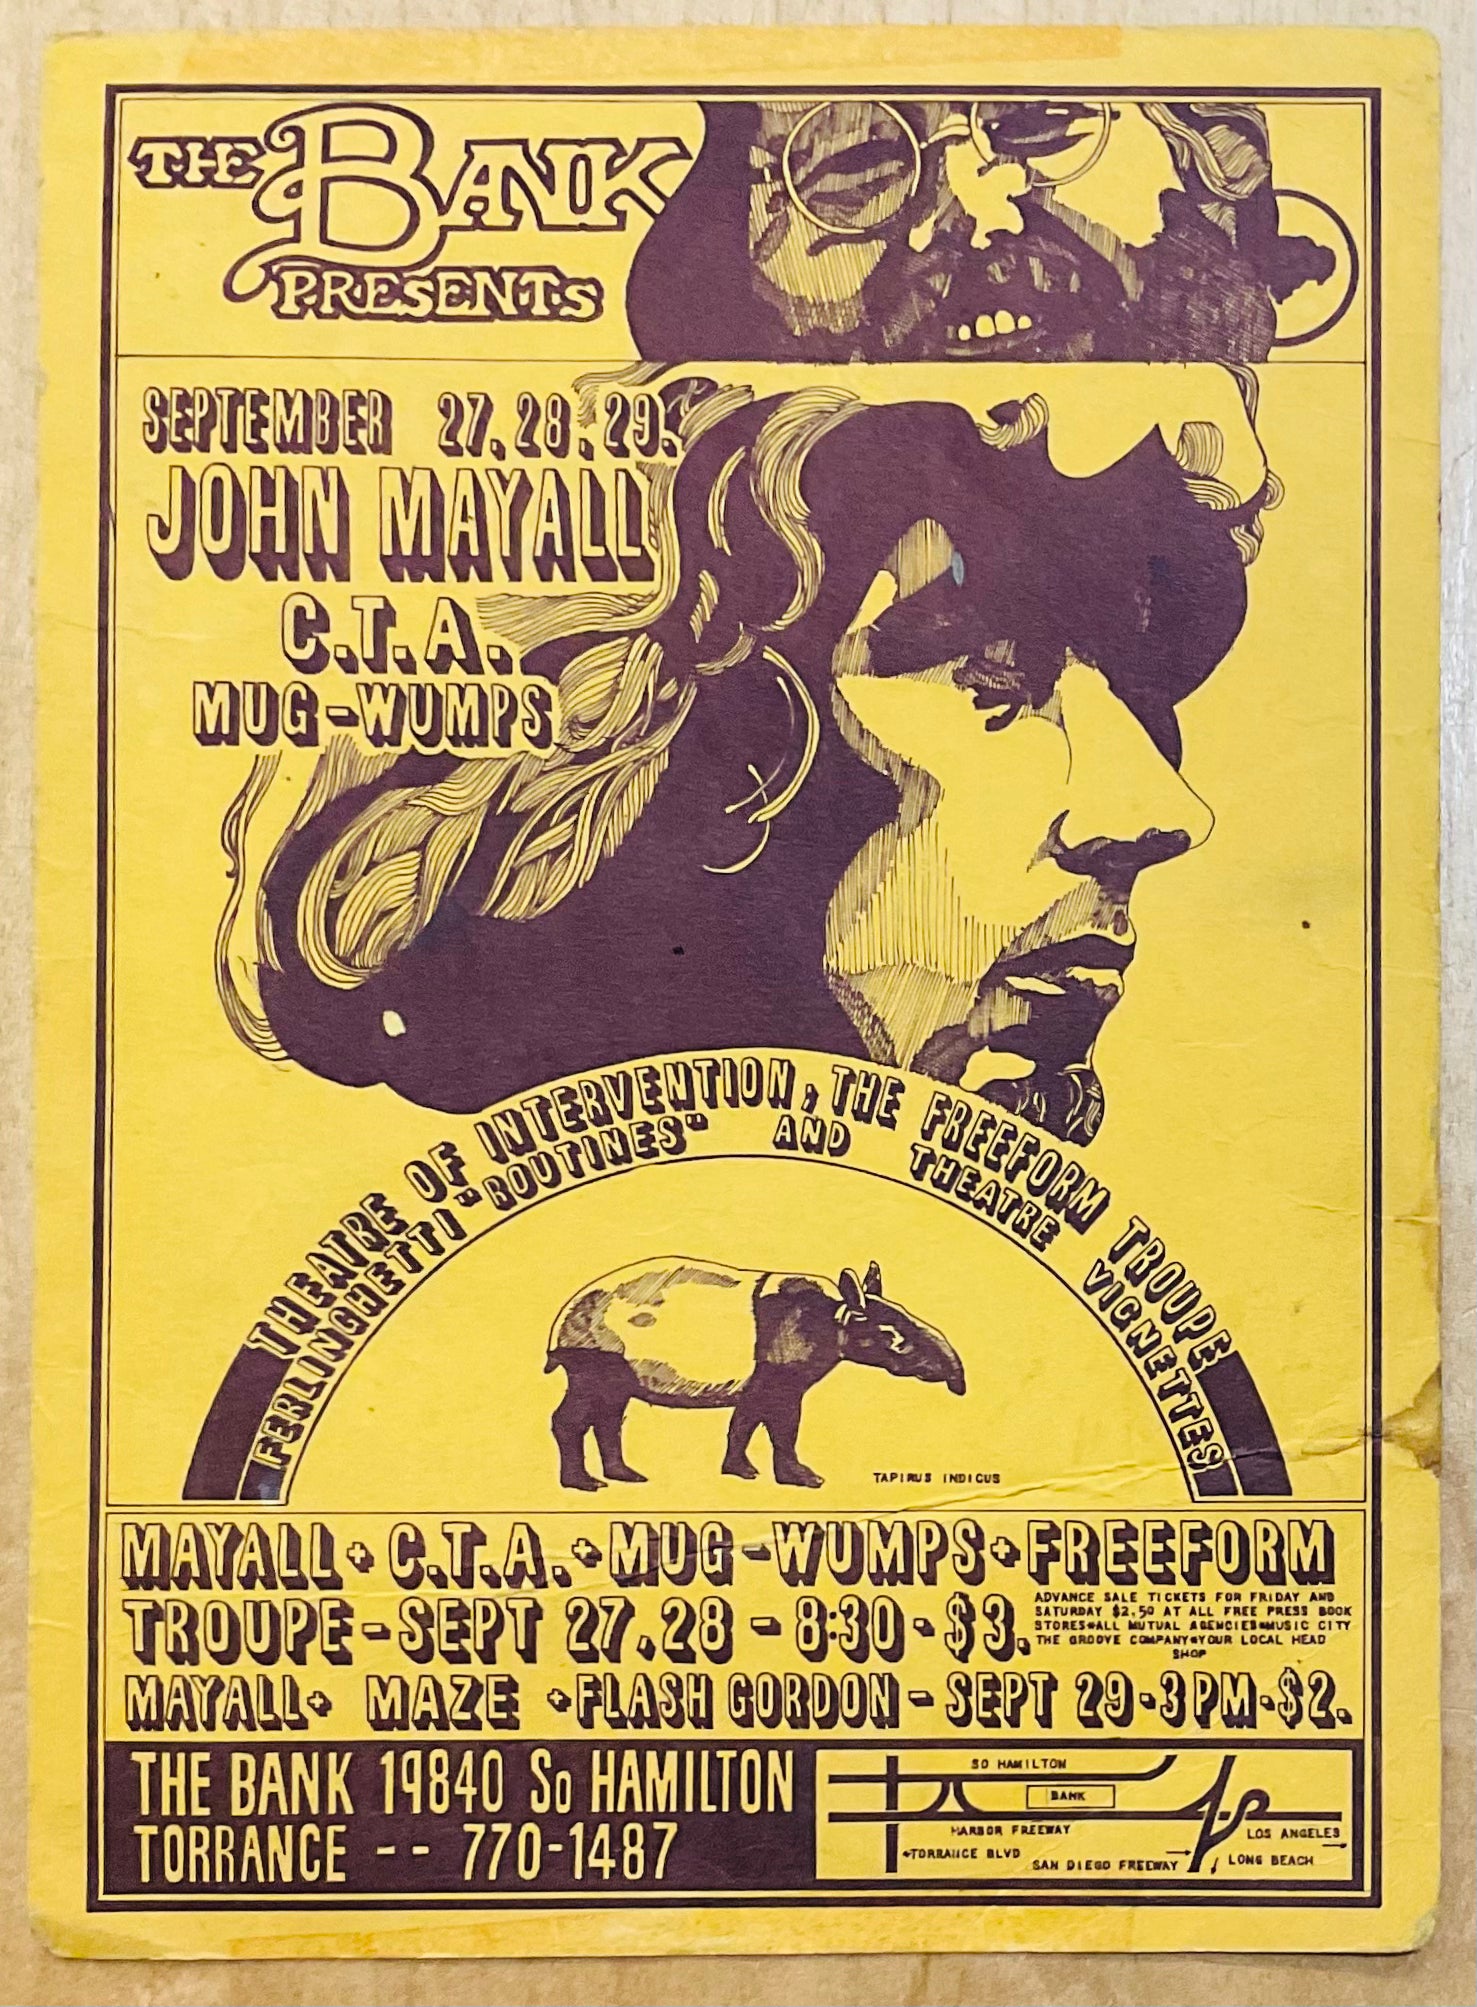 THE BANK
PRESENTS
SEPTEMBER 27, 28, 29.
JOHN MAYALL
C.T.A.
MUG-WUMPS
THEATRE OF INTERVENTION, THE FREEFORM TROUPE
FERLINGHETTI "ROUTINES" AND THEATRE VIGNETTES
TAPIRUS INDICUS
MAYALL + C.T.A. + MUG-WUMPS + FREEFORM
TROUPE - SEPT 27, 28 - 8:30 - $3.
ADVANCE SALE TICKETS FOR FRIDAY AND
SATURDAY $2.50 AT ALL FREE PRESS BOOK
STORES*ALL MUTUAL AGENCIES*MUSIC CITY
THE GROOVE COMPANY*YOUR LOCAL HEAD
SHOP
MAYALL + MAZE + FLASH GORDON - SEPT 29 - 3 PM - $2.
THE BANK 19840 So HAMILTON
TORRANCE -- 770-1487
SO HAMILTON
BANK
HARBOR FREEWAY
TORRANCE BLVD
SAN DIEGO FREEWAY
LOS ANGELES
LONG BEACH